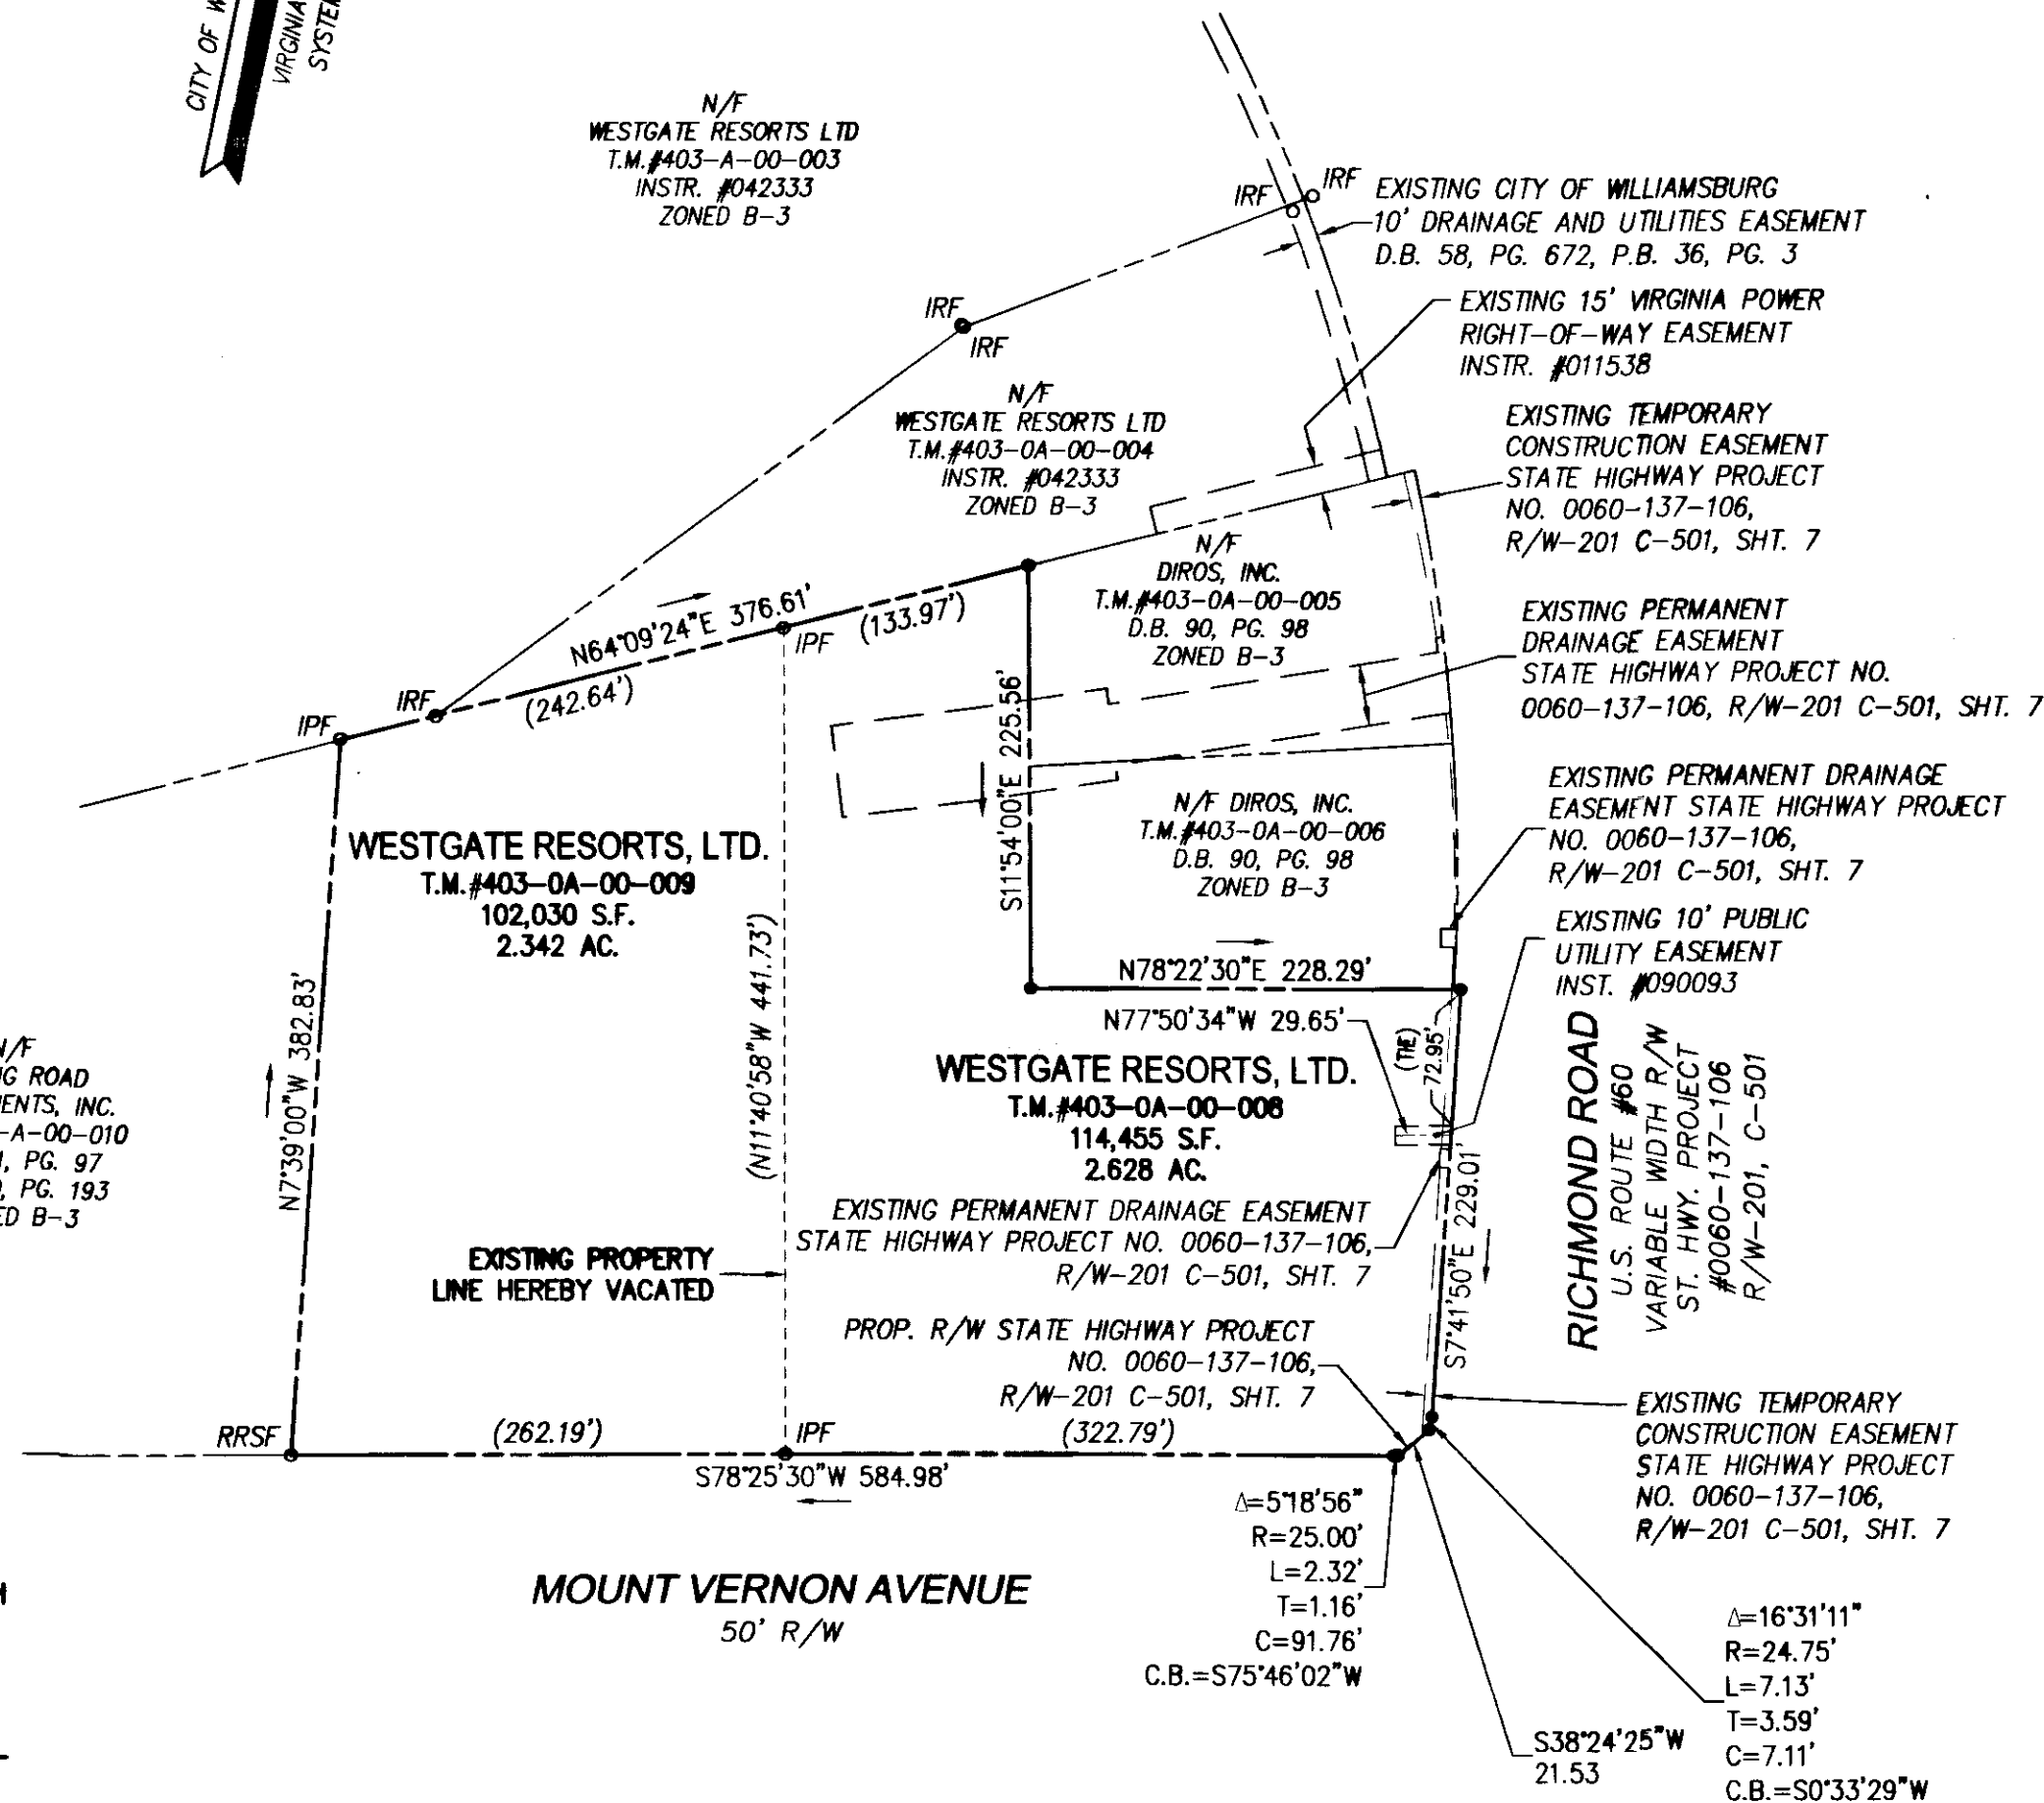 CITY OF W
VIRGINIA
SYSTEM
N/F
WESTGATE RESORTS LTD
T.M.#403-A-00-003
INSTR. #042333
ZONED B-3
IRF
IRF
EXISTING CITY OF WILLIAMSBURG
10' DRAINAGE AND UTILITIES EASEMENT
D.B. 58, PG. 672, P.B. 36, PG. 3
EXISTING 15' VIRGINIA POWER
RIGHT-OF-WAY EASEMENT
INSTR. #011538
IRF
IRF
N/F
WESTGATE RESORTS LTD
T.M.#403-0A-00-004
INSTR. #042333
ZONED B-3
EXISTING TEMPORARY
CONSTRUCTION EASEMENT
STATE HIGHWAY PROJECT
NO. 0060-137-106,
R/W-201 C-501, SHT. 7
N/F
DIROS, INC.
T.M.#403-0A-00-005
D.B. 90, PG. 98
ZONED B-3
EXISTING PERMANENT
DRAINAGE EASEMENT
STATE HIGHWAY PROJECT NO.
0060-137-106, R/W-201 C-501, SHT. 7
N64°09'24"E 376.61'
(133.97')
IPF
(242.64')
IRF
IPF
S11°54'00"E 225.56'
WESTGATE RESORTS, LTD.
T.M.#403-0A-00-009
102,030 S.F.
2.342 AC.
N/F DIROS, INC.
T.M.#403-0A-00-006
D.B. 90, PG. 98
ZONED B-3
EXISTING PERMANENT DRAINAGE
EASEMENT STATE HIGHWAY PROJECT
NO. 0060-137-106,
R/W-201 C-501, SHT. 7
EXISTING 10' PUBLIC
UTILITY EASEMENT
INST. #090093
N7°39'00"W 382.83'
(N11°40'58"W 441.73')
N78°22'30"E 228.29'
N77°50'34"W 29.65'
(TIE)
72.95'
WESTGATE RESORTS, LTD.
T.M.#403-0A-00-008
114,455 S.F.
2.628 AC.
N/F
G ROAD
ENTS, INC.
-A-00-010
, PG. 97
, PG. 193
ED B-3
EXISTING PERMANENT DRAINAGE EASEMENT
STATE HIGHWAY PROJECT NO. 0060-137-106,
R/W-201 C-501, SHT. 7
S7°41'50"E 229.01'
RICHMOND ROAD
U.S. ROUTE #60
VARIABLE WIDTH R/W
ST. HWY. PROJECT
#0060-137-106
R/W-201, C-501
EXISTING PROPERTY
LINE HEREBY VACATED
PROP. R/W STATE HIGHWAY PROJECT
NO. 0060-137-106,
R/W-201 C-501, SHT. 7
EXISTING TEMPORARY
CONSTRUCTION EASEMENT
STATE HIGHWAY PROJECT
NO. 0060-137-106,
R/W-201 C-501, SHT. 7
RRSF
(262.19')
IPF
(322.79')
S78°25'30"W 584.98'
MOUNT VERNON AVENUE
50' R/W
Δ=5°18'56"
R=25.00'
L=2.32'
T=1.16'
C=91.76'
C.B.=S75°46'02"W
S38°24'25"W
21.53
Δ=16°31'11"
R=24.75'
L=7.13'
T=3.59'
C=7.11'
C.B.=S0°33'29"W